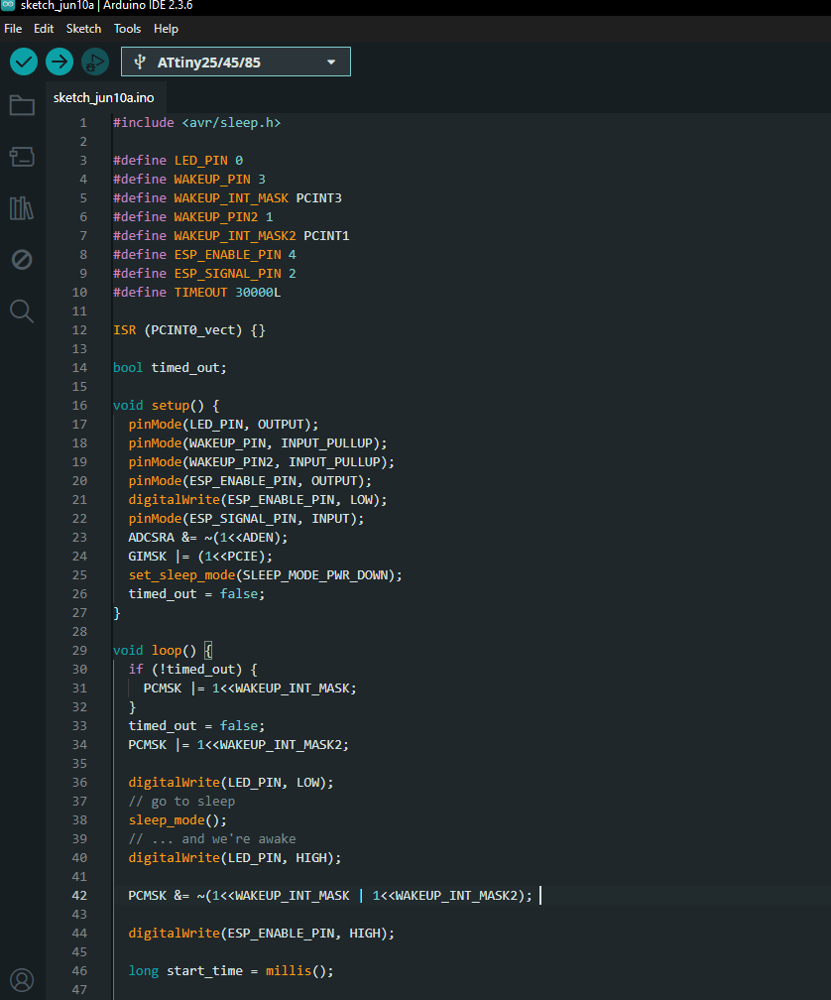 sketch_jun10a | Arduino IDE 2.3.6
File Edit Sketch Tools Help
ATtiny25/45/85
sketch_jun10a.ino
1 #include <avr/sleep.h>
2
3 #define LED_PIN 0
4 #define WAKEUP_PIN 3
5 #define WAKEUP_INT_MASK PCINT3
6 #define WAKEUP_PIN2 1
7 #define WAKEUP_INT_MASK2 PCINT1
8 #define ESP_ENABLE_PIN 4
9 #define ESP_SIGNAL_PIN 2
10 #define TIMEOUT 30000L
11
12 ISR (PCINT0_vect) {}
13
14 bool timed_out;
15
16 void setup() {
17   pinMode(LED_PIN, OUTPUT);
18   pinMode(WAKEUP_PIN, INPUT_PULLUP);
19   pinMode(WAKEUP_PIN2, INPUT_PULLUP);
20   pinMode(ESP_ENABLE_PIN, OUTPUT);
21   digitalWrite(ESP_ENABLE_PIN, LOW);
22   pinMode(ESP_SIGNAL_PIN, INPUT);
23   ADCSRA &= ~(1<<ADEN);
24   GIMSK |= (1<<PCIE);
25   set_sleep_mode(SLEEP_MODE_PWR_DOWN);
26   timed_out = false;
27 }
28
29 void loop() {
30   if (!timed_out) {
31     PCMSK |= 1<<WAKEUP_INT_MASK;
32   }
33   timed_out = false;
34   PCMSK |= 1<<WAKEUP_INT_MASK2;
35
36   digitalWrite(LED_PIN, LOW);
37   // go to sleep
38   sleep_mode();
39   // ... and we're awake
40   digitalWrite(LED_PIN, HIGH);
41
42   PCMSK &= ~(1<<WAKEUP_INT_MASK | 1<<WAKEUP_INT_MASK2);
43
44   digitalWrite(ESP_ENABLE_PIN, HIGH);
45
46   long start_time = millis();
47